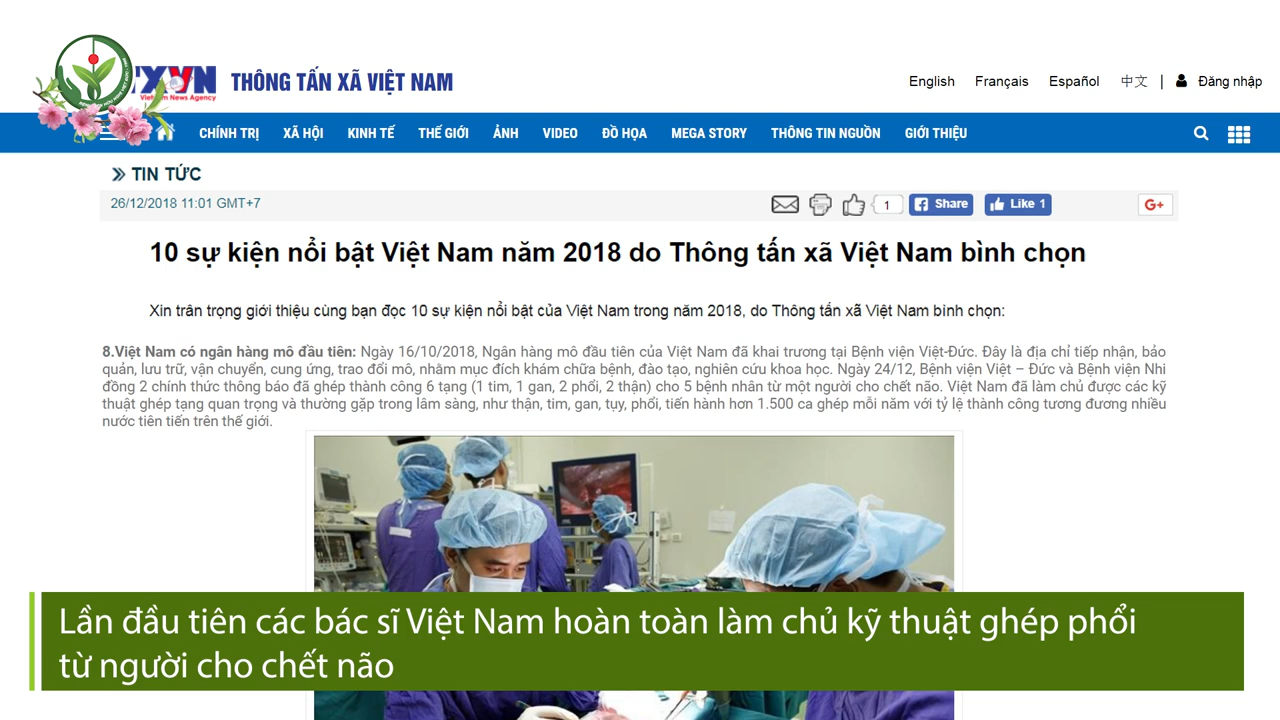 TXVN
Vietnam News Agency
THÔNG TẤN XÃ VIỆT NAM
English Français Español 中文 | Đăng nhập
CHÍNH TRỊ XÃ HỘI KINH TẾ THẾ GIỚI ẢNH VIDEO ĐỒ HỌA MEGA STORY THÔNG TIN NGUỒN GIỚI THIỆU
TIN TỨC
26/12/2018 11:01 GMT+7 1 Share Like 1 G+
10 sự kiện nổi bật Việt Nam năm 2018 do Thông tấn xã Việt Nam bình chọn
Xin trân trọng giới thiệu cùng bạn đọc 10 sự kiện nổi bật của Việt Nam trong năm 2018, do Thông tấn xã Việt Nam bình chọn:
8.Việt Nam có ngân hàng mô đầu tiên: Ngày 16/10/2018, Ngân hàng mô đầu tiên của Việt Nam đã khai trương tại Bệnh viện Việt-Đức. Đây là địa chỉ tiếp nhận, bảo
quản, lưu trữ, vận chuyển, cung ứng, trao đổi mô, nhằm mục đích khám chữa bệnh, đào tạo, nghiên cứu khoa học. Ngày 24/12, Bệnh viện Việt – Đức và Bệnh viện Nhi
đồng 2 chính thức thông báo đã ghép thành công 6 tạng (1 tim, 1 gan, 2 phổi, 2 thận) cho 5 bệnh nhân từ một người cho chết não. Việt Nam đã làm chủ được các kỹ
thuật ghép tạng quan trọng và thường gặp trong lâm sàng, như thận, tim, gan, tụy, phổi, tiến hành hơn 1.500 ca ghép mỗi năm với tỷ lệ thành công tương đương nhiều
nước tiên tiến trên thế giới.
Lần đầu tiên các bác sĩ Việt Nam hoàn toàn làm chủ kỹ thuật ghép phổi
từ người cho chết não